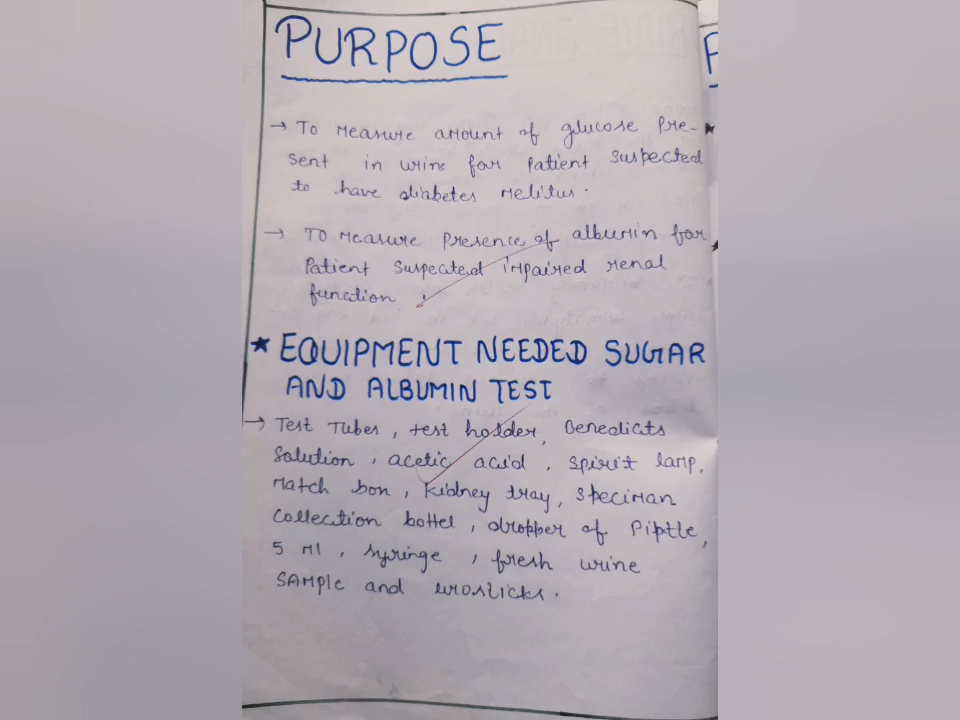 PURPOSE
→ To measure amount of glucose pre-
sent in urine for patient suspected
to have diabetes melitus.
→ To measure presence of albumin for
patient suspected impaired renal
function.
★ EQUIPMENT NEEDED SUGAR
AND ALBUMIN TEST
→ Test Tubes, test holder, Benedicts
Solution, acetic acid, spirit lamp,
Match bon, kidney tray, speciman
collection bottel, dropper of Piptte,
5 ml, syringe, fresh urine
sample and urosticks.